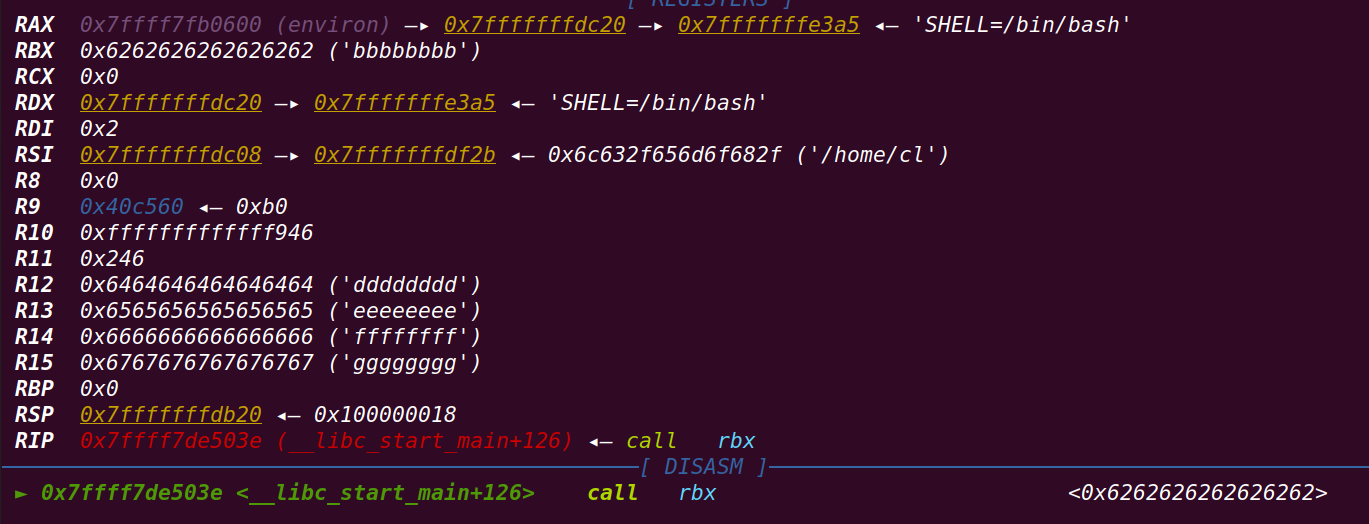 [ REGISTERS ]
RAX 0x7ffff7fb0600 (environ) —▸ 0x7fffffffdc20 —▸ 0x7fffffffe3a5 ◂— 'SHELL=/bin/bash'
RBX 0x6262626262626262 ('bbbbbbbb')
RCX 0x0
RDX 0x7fffffffdc20 —▸ 0x7fffffffe3a5 ◂— 'SHELL=/bin/bash'
RDI 0x2
RSI 0x7fffffffdc08 —▸ 0x7fffffffdf2b ◂— 0x6c632f656d6f682f ('/home/cl')
R8 0x0
R9 0x40c560 ◂— 0xb0
R10 0xfffffffffffff946
R11 0x246
R12 0x6464646464646464 ('dddddddd')
R13 0x6565656565656565 ('eeeeeeee')
R14 0x6666666666666666 ('ffffffff')
R15 0x6767676767676767 ('gggggggg')
RBP 0x0
RSP 0x7fffffffdb20 ◂— 0x100000018
RIP 0x7ffff7de503e (__libc_start_main+126) ◂— call rbx
[ DISASM ]
► 0x7ffff7de503e <__libc_start_main+126> call rbx <0x6262626262626262>